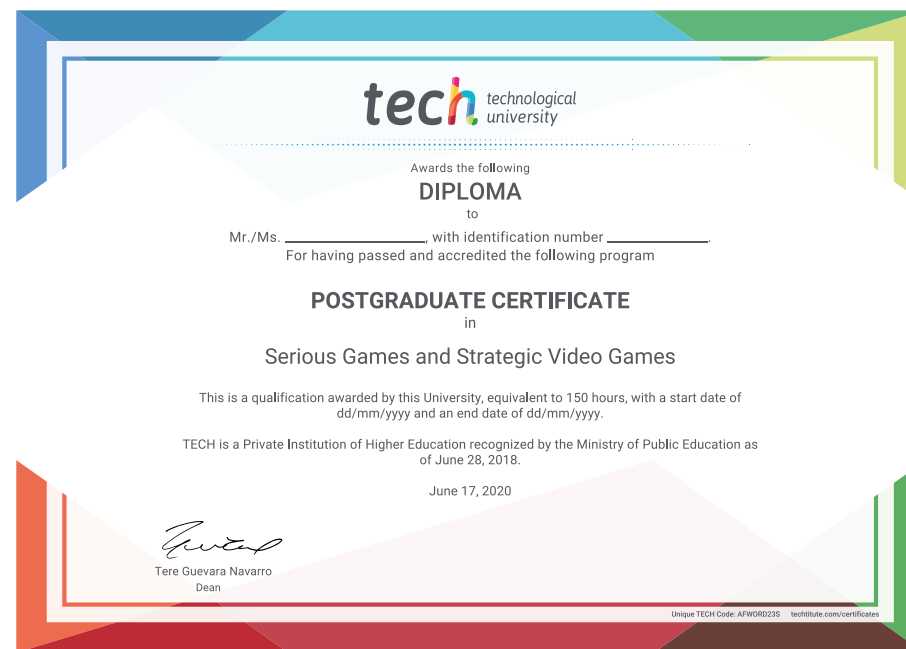 tech technological
university
Awards the following
DIPLOMA
to
Mr./Ms. ____________________, with identification number ______________.
For having passed and accredited the following program
POSTGRADUATE CERTIFICATE
in
Serious Games and Strategic Video Games
This is a qualification awarded by this University, equivalent to 150 hours, with a start date of
dd/mm/yyyy and an end date of dd/mm/yyyy.
TECH is a Private Institution of Higher Education recognized by the Ministry of Public Education as
of June 28, 2018.
June 17, 2020
Tere Guevara Navarro
Dean
Unique TECH Code: AFWORD23S techtitute.com/certificates